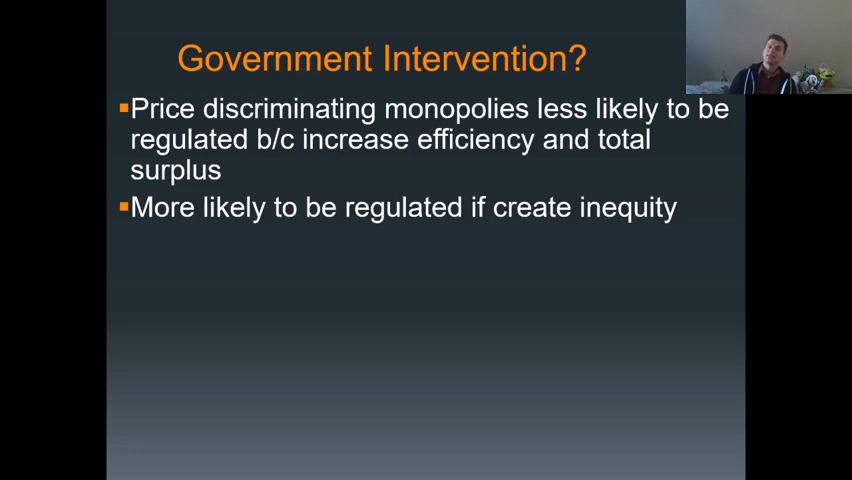 Government Intervention?
▪Price discriminating monopolies less likely to be
regulated b/c increase efficiency and total
surplus
▪More likely to be regulated if create inequity